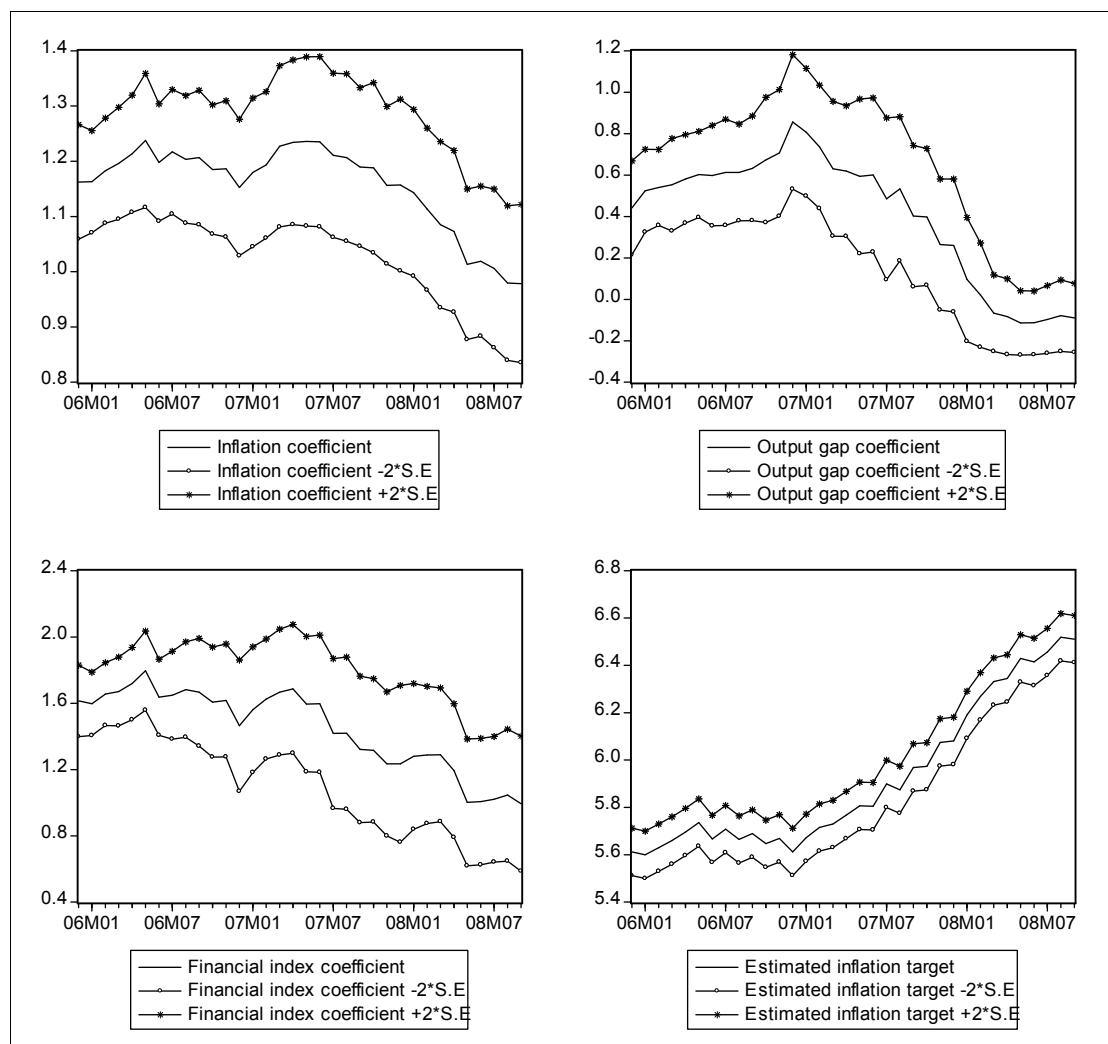 1.4
1.3
1.2
1.1
1.0
0.9
0.8
06M01 06M07 07M01 07M07 08M01 08M07
Inflation coefficient
Inflation coefficient -2*S.E
Inflation coefficient +2*S.E
1.2
1.0
0.8
0.6
0.4
0.2
0.0
-0.2
-0.4
06M01 06M07 07M01 07M07 08M01 08M07
Output gap coefficient
Output gap coefficient -2*S.E
Output gap coefficient +2*S.E
2.4
2.0
1.6
1.2
0.8
0.4
06M01 06M07 07M01 07M07 08M01 08M07
Financial index coefficient
Financial index coefficient -2*S.E
Financial index coefficient +2*S.E
6.8
6.6
6.4
6.2
6.0
5.8
5.6
5.4
06M01 06M07 07M01 07M07 08M01 08M07
Estimated inflation target
Estimated inflation target -2*S.E
Estimated inflation target +2*S.E